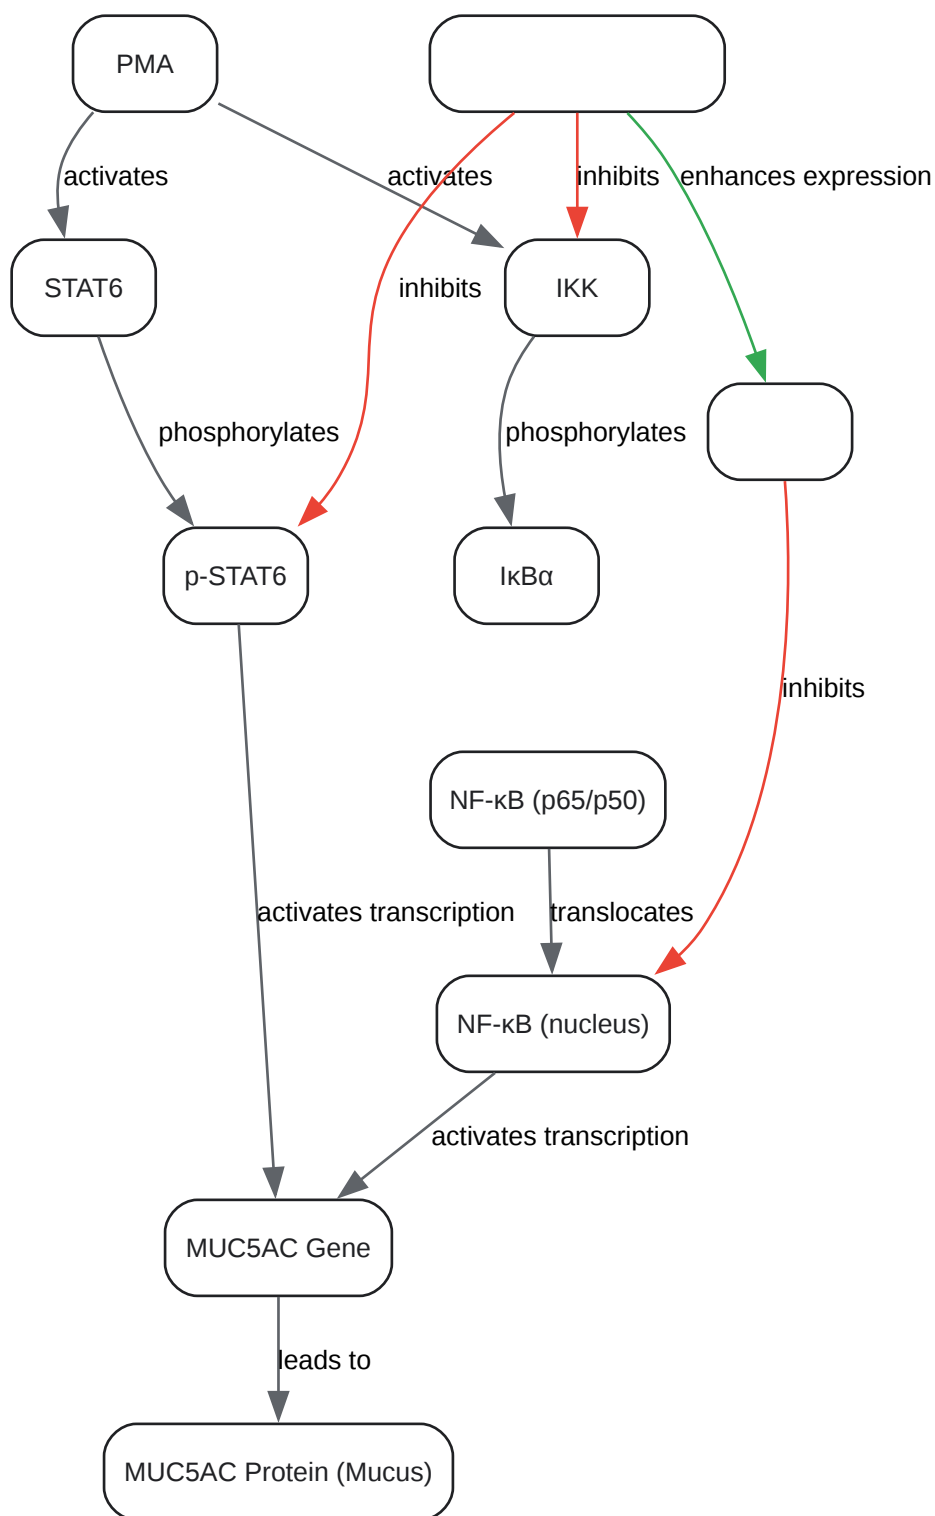 PMA
activates
activates
inhibits
enhances expression
STAT6
inhibits
IKK
phosphorylates
phosphorylates
p-STAT6
IκBα
inhibits
NF-κB (p65/p50)
activates transcription
translocates
NF-κB (nucleus)
activates transcription
MUC5AC Gene
leads to
MUC5AC Protein (Mucus)